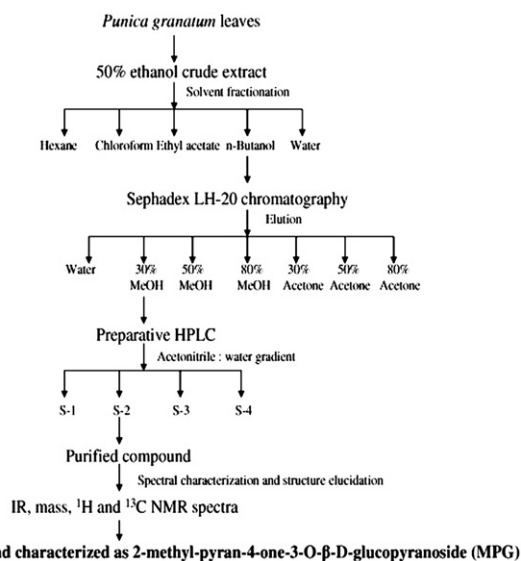 Punica granatum leaves
50% ethanol crude extract
Solvent fractionation
Hexane Chloroform Ethyl acetate n-Butanol Water
Sephadex LH-20 chromatography
Elution
Water 30% 50% 80% 30% 50% 80%
MeOH MeOH MeOH Acetone Acetone Acetone
Preparative HPLC
Acetonitrile : water gradient
S-1 S-2 S-3 S-4
Purified compound
Spectral characterization and structure elucidation
IR, mass, ¹H and ¹³C NMR spectra
characterized as 2-methyl-pyran-4-one-3-O-β-D-glucopyranoside (MPG)